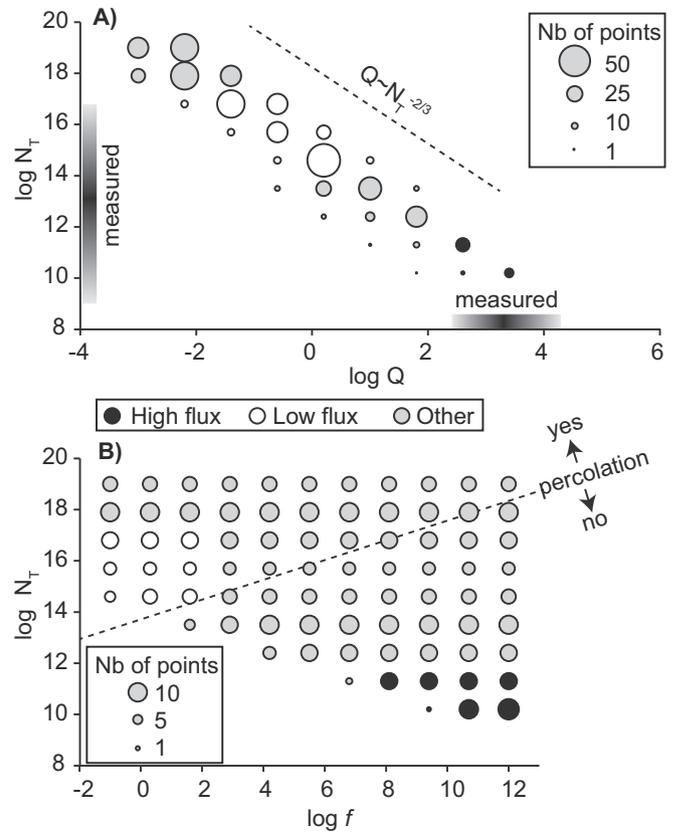 A)
20
18
16
14
12
10
8
log N_T
measured
Q~N_T^-2/3
Nb of points
50
25
10
1
measured
-4
-2
0
2
4
6
log Q
High flux
Low flux
Other
B)
20
18
16
14
12
10
8
log N_T
yes
percolation
no
Nb of points
10
5
1
-2
0
2
4
6
8
10
12
log f